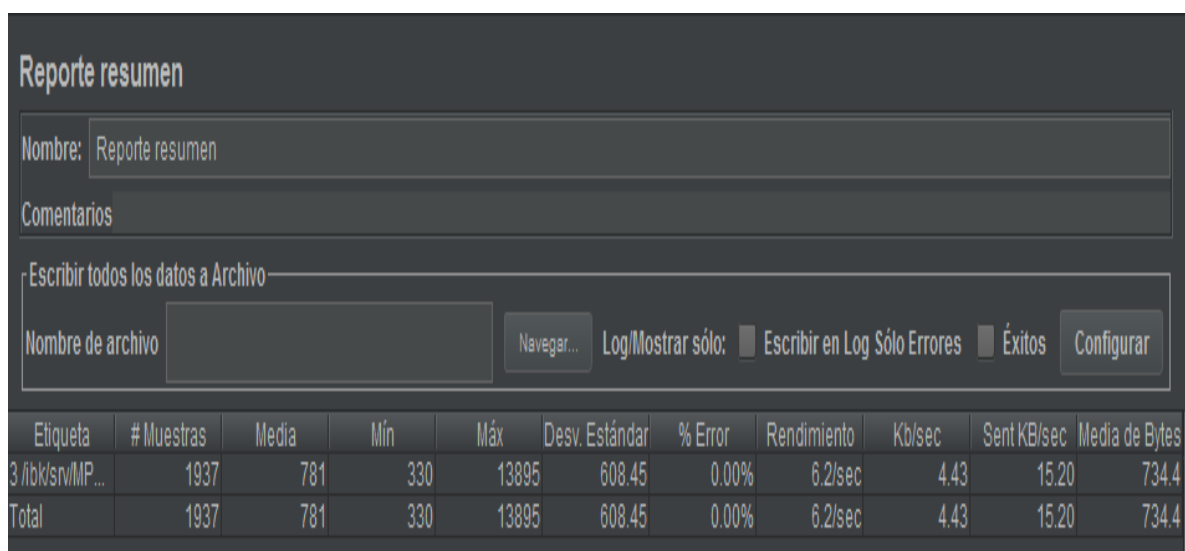 Reporte resumen
Nombre: Reporte resumen
Comentarios
Escribir todos los datos a Archivo
Nombre de archivo Navegar... Log/Mostrar sólo: Escribir en Log Sólo Errores Éxitos Configurar
Etiqueta # Muestras Media Mín Máx Desv. Estándar % Error Rendimiento Kb/sec Sent KB/sec Media de Bytes
3 /ibk/srv/MP... 1937 781 330 13895 608.45 0.00% 6.2/sec 4.43 15.20 734.4
Total 1937 781 330 13895 608.45 0.00% 6.2/sec 4.43 15.20 734.4